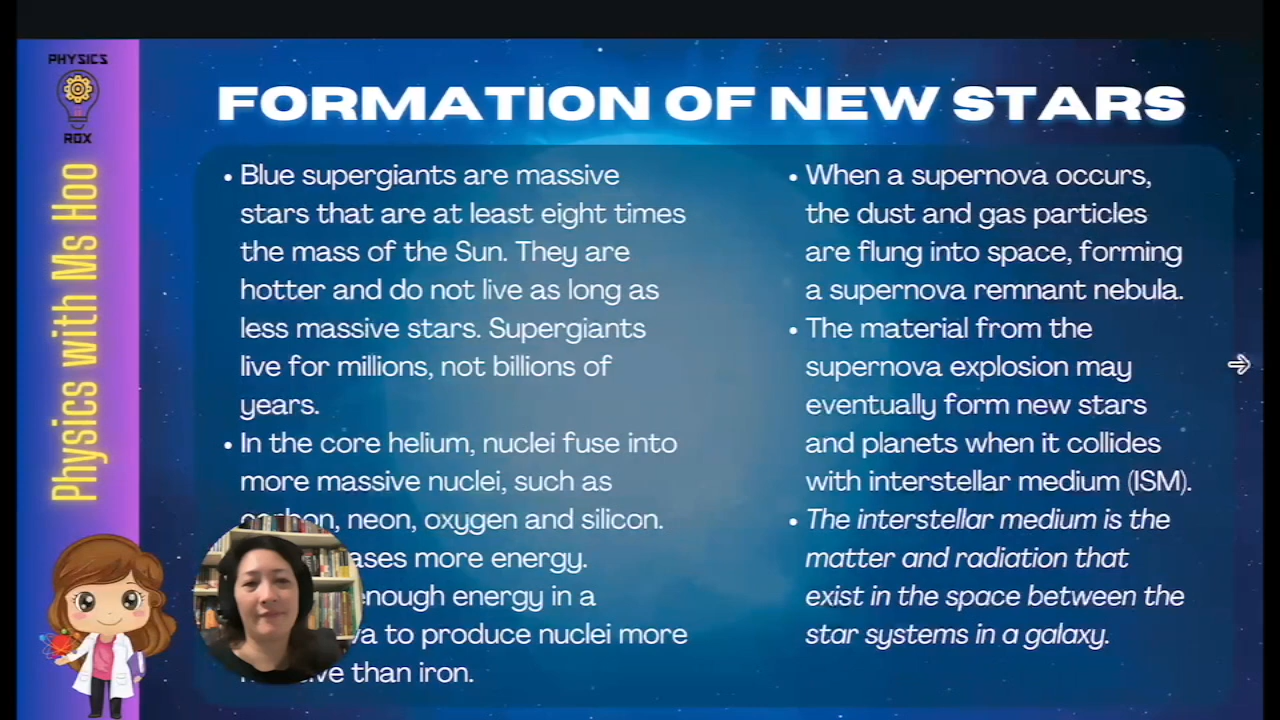 PHYSICS
ROX
Physics with Ms Hoo
FORMATION OF NEW STARS
• Blue supergiants are massive
stars that are at least eight times
the mass of the Sun. They are
hotter and do not live as long as
less massive stars. Supergiants
live for millions, not billions of
years.
• In the core helium, nuclei fuse into
more massive nuclei, such as
carbon, neon, oxygen and silicon.
more energy.
enough energy in a
to produce nuclei more
than iron.
• When a supernova occurs,
the dust and gas particles
are flung into space, forming
a supernova remnant nebula.
• The material from the
supernova explosion may
eventually form new stars
and planets when it collides
with interstellar medium (ISM).
• The interstellar medium is the
matter and radiation that
exist in the space between the
star systems in a galaxy.